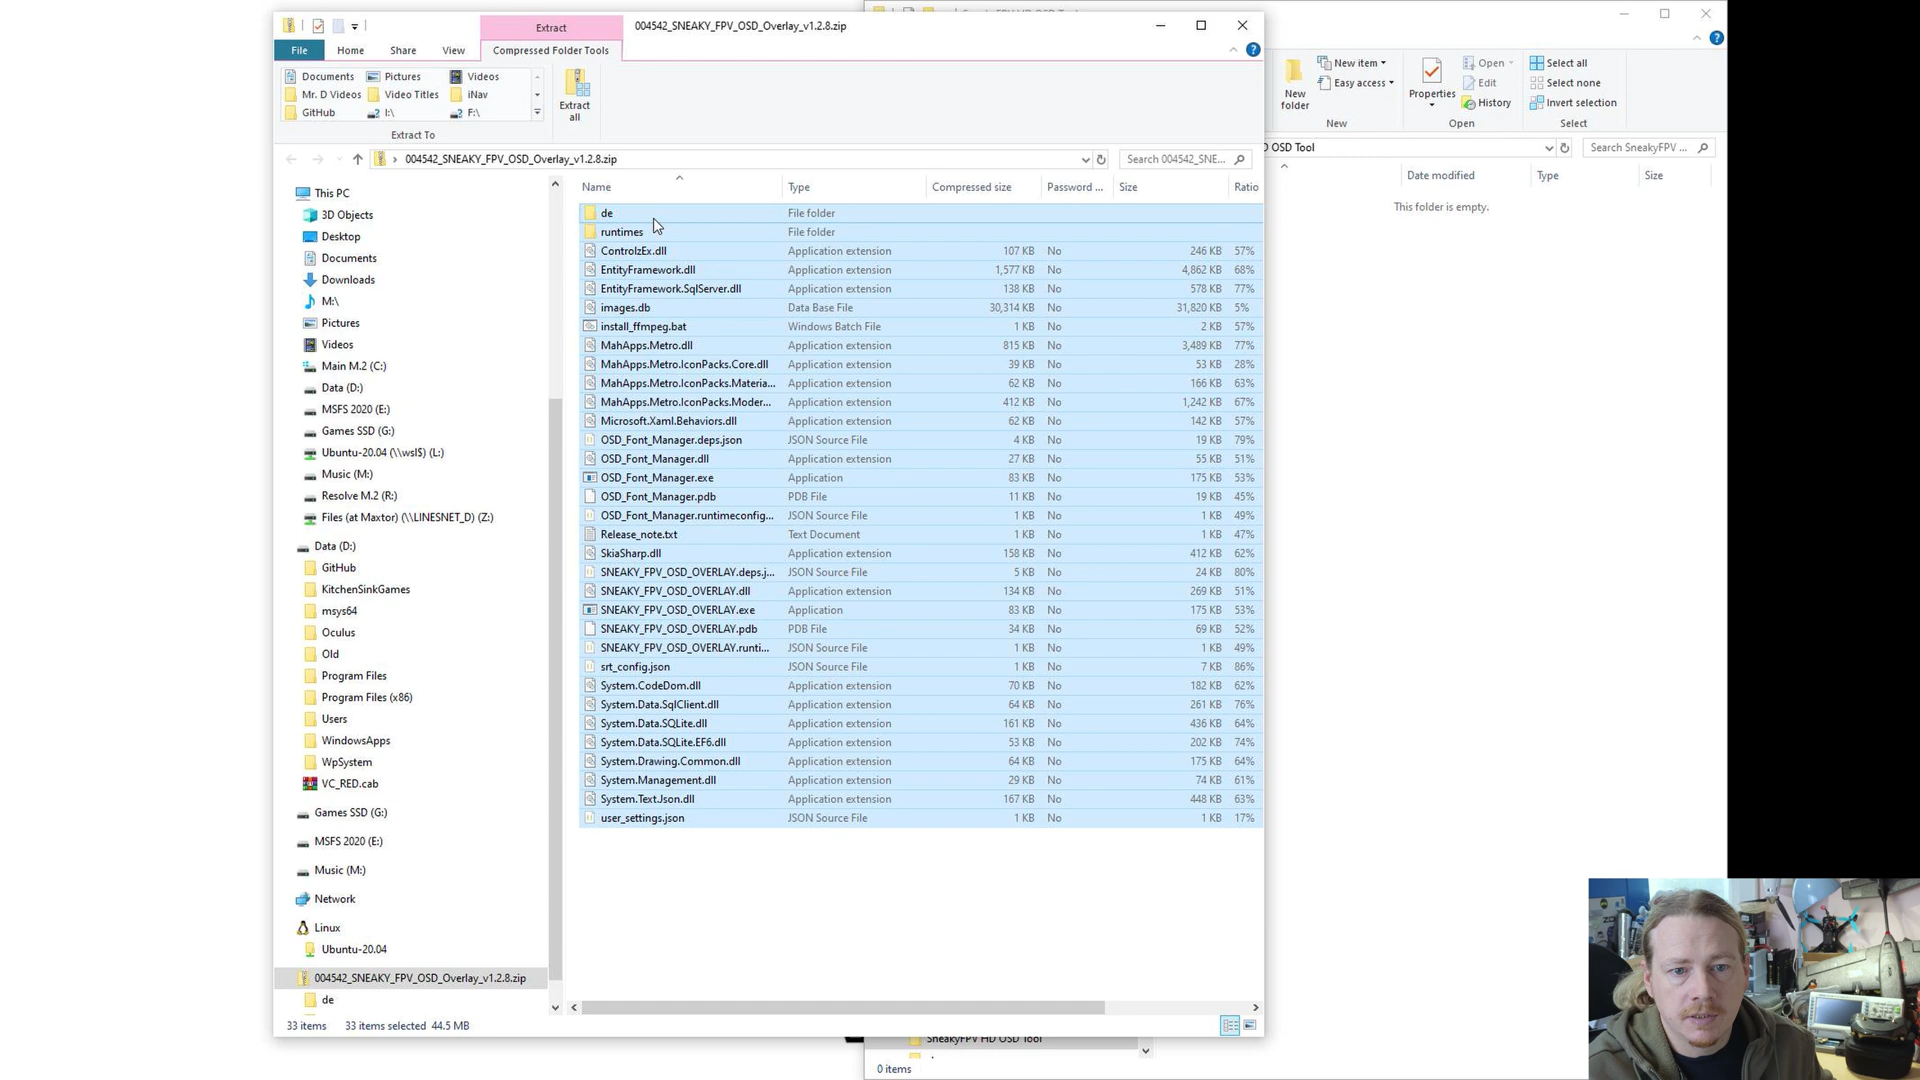 Extract
004542_SNEAKY_FPV_OSD_Overlay_v1.2.8.zip
File
Home
Share
View
Compressed Folder Tools
Documents Pictures Videos
Mr. D Videos Video Titles iNav
GitHub I:\ F:\
Extract To
Extract all
New folder
New item
Easy access
New
Properties
Open
Edit
History
Open
Select all
Select none
Invert selection
Select
004542_SNEAKY_FPV_OSD_Overlay_v1.2.8.zip
Search 004542_SNE...
D OSD Tool
Search SneakyFPV ...
This PC
3D Objects
Desktop
Documents
Downloads
M:\
Pictures
Videos
Main M.2 (C:)
Data (D:)
MSFS 2020 (E:)
Games SSD (G:)
Ubuntu-20.04 (\\wsl$) (L:)
Music (M:)
Resolve M.2 (R:)
Files (at Maxtor) (\\LINESNET_D) (Z:)
Data (D:)
GitHub
KitchenSinkGames
msys64
Oculus
Old
Program Files
Program Files (x86)
Users
WindowsApps
WpSystem
VC_RED.cab
Games SSD (G:)
MSFS 2020 (E:)
Music (M:)
Network
Linux
Ubuntu-20.04
004542_SNEAKY_FPV_OSD_Overlay_v1.2.8.zip
de
Name Type Compressed size Password ... Size Ratio
de File folder
runtimes File folder
ControlzEx.dll Application extension 107 KB No 246 KB 57%
EntityFramework.dll Application extension 1,577 KB No 4,862 KB 68%
EntityFramework.SqlServer.dll Application extension 138 KB No 578 KB 77%
images.db Data Base File 30,314 KB No 31,820 KB 5%
install_ffmpeg.bat Windows Batch File 1 KB No 2 KB 57%
MahApps.Metro.dll Application extension 815 KB No 3,489 KB 77%
MahApps.Metro.IconPacks.Core.dll Application extension 39 KB No 53 KB 28%
MahApps.Metro.IconPacks.Materia... Application extension 62 KB No 166 KB 63%
MahApps.Metro.IconPacks.Moder... Application extension 412 KB No 1,242 KB 67%
Microsoft.Xaml.Behaviors.dll Application extension 62 KB No 142 KB 57%
OSD_Font_Manager.deps.json JSON Source File 4 KB No 19 KB 79%
OSD_Font_Manager.dll Application extension 27 KB No 55 KB 51%
OSD_Font_Manager.exe Application 83 KB No 175 KB 53%
OSD_Font_Manager.pdb PDB File 11 KB No 19 KB 45%
OSD_Font_Manager.runtimeconfig... JSON Source File 1 KB No 1 KB 49%
Release_note.txt Text Document 1 KB No 1 KB 47%
SkiaSharp.dll Application extension 158 KB No 412 KB 62%
SNEAKY_FPV_OSD_OVERLAY.deps.j... JSON Source File 5 KB No 24 KB 80%
SNEAKY_FPV_OSD_OVERLAY.dll Application extension 134 KB No 269 KB 51%
SNEAKY_FPV_OSD_OVERLAY.exe Application 83 KB No 175 KB 53%
SNEAKY_FPV_OSD_OVERLAY.pdb PDB File 34 KB No 69 KB 52%
SNEAKY_FPV_OSD_OVERLAY.runti... JSON Source File 1 KB No 1 KB 49%
srt_config.json JSON Source File 1 KB No 7 KB 86%
System.CodeDom.dll Application extension 70 KB No 182 KB 62%
System.Data.SqlClient.dll Application extension 64 KB No 261 KB 76%
System.Data.SQLite.dll Application extension 161 KB No 436 KB 64%
System.Data.SQLite.EF6.dll Application extension 53 KB No 202 KB 74%
System.Drawing.Common.dll Application extension 64 KB No 175 KB 64%
System.Management.dll Application extension 29 KB No 74 KB 61%
System.Text.Json.dll Application extension 167 KB No 448 KB 63%
user_settings.json JSON Source File 1 KB No 1 KB 17%
33 items 33 items selected 44.5 MB
Date modified Type Size
This folder is empty.
SneakyFPV HD OSD Tool
0 items